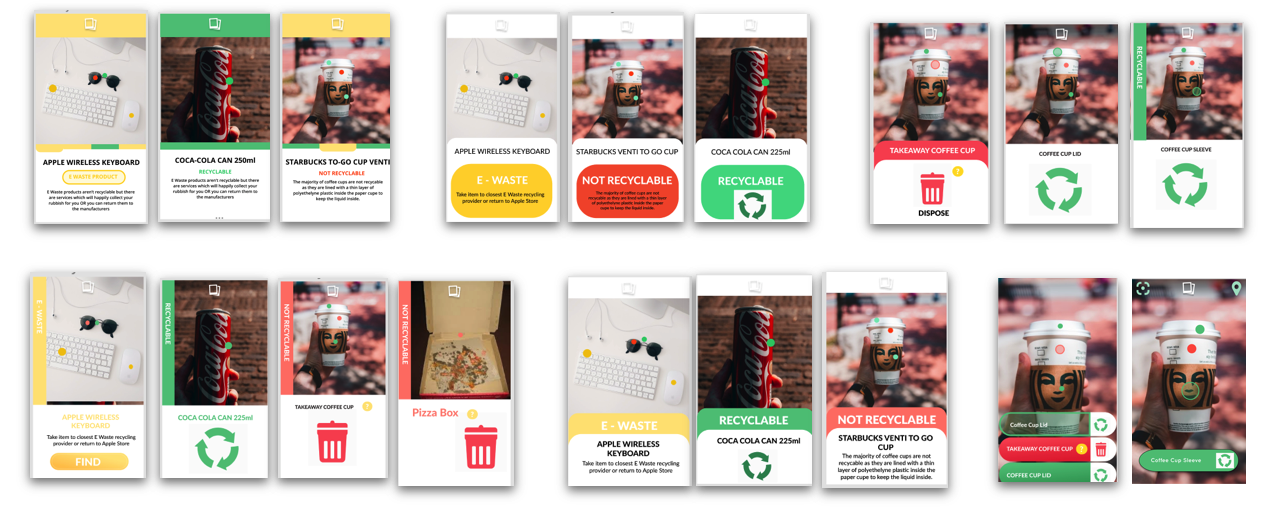 APPLE WIRELESS KEYBOARD
E WASTE PRODUCT
E Waste products aren't recyclable but there
are services which will happily collect your
rubbish for you OR you can return them to
the manufacturers
Coca-Cola
COCA-COLA CAN 250ml
RECYCLABLE
E Waste products aren't recyclable but there
are services which will happily collect your
rubbish for you OR you can return them to
the manufacturers
...
STARBUCKS TO-GO CUP VENTI
NOT RECYCLABLE
The majority of coffee cups are not recyclable
as they are lined with a thin layer of
polyethelyne plastic inside the paper cups to
keep the liquid inside.
APPLE WIRELESS KEYBOARD
E - WASTE
Take item to closest E Waste recycling
provider or return to Apple Store
STARBUCKS VENTI TO GO CUP
NOT RECYCLABLE
The majority of coffee cups are not
recyclable as they are lined with a thin
layer of polyethelyne plastic inside the
paper cups to keep the liquid inside.
Coca-Cola
COCA COLA CAN 225ml
RECYCLABLE
TAKEAWAY COFFEE CUP
?
DISPOSE
COFFEE CUP LID
RECYCLABLE
COFFEE CUP SLEEVE
E - WASTE
APPLE WIRELESS
KEYBOARD
Take item to closest E Waste recycling
provider or return to Apple Store
FIND
RECYCLABLE
Coca-Cola
COCA COLA CAN 225ml
NOT RECYCLABLE
TAKEAWAY COFFEE CUP ?
NOT RECYCLABLE
Pizza Box ?
E - WASTE
APPLE WIRELESS
KEYBOARD
Take item to closest E Waste recycling
provider or return to Apple Store
Coca-Cola
RECYCLABLE
COCA COLA CAN 225ml
NOT RECYCLABLE
STARBUCKS VENTI TO GO
CUP
The majority of coffee cups are not
recycable as they are lined with a thin
layer of polyethelyne plastic inside the
paper cups to keep the liquid inside.
Coffee Cup Lid
TAKEAWAY COFFEE CUP ?
COFFEE CUP LID
Coffee Cup Sleeve